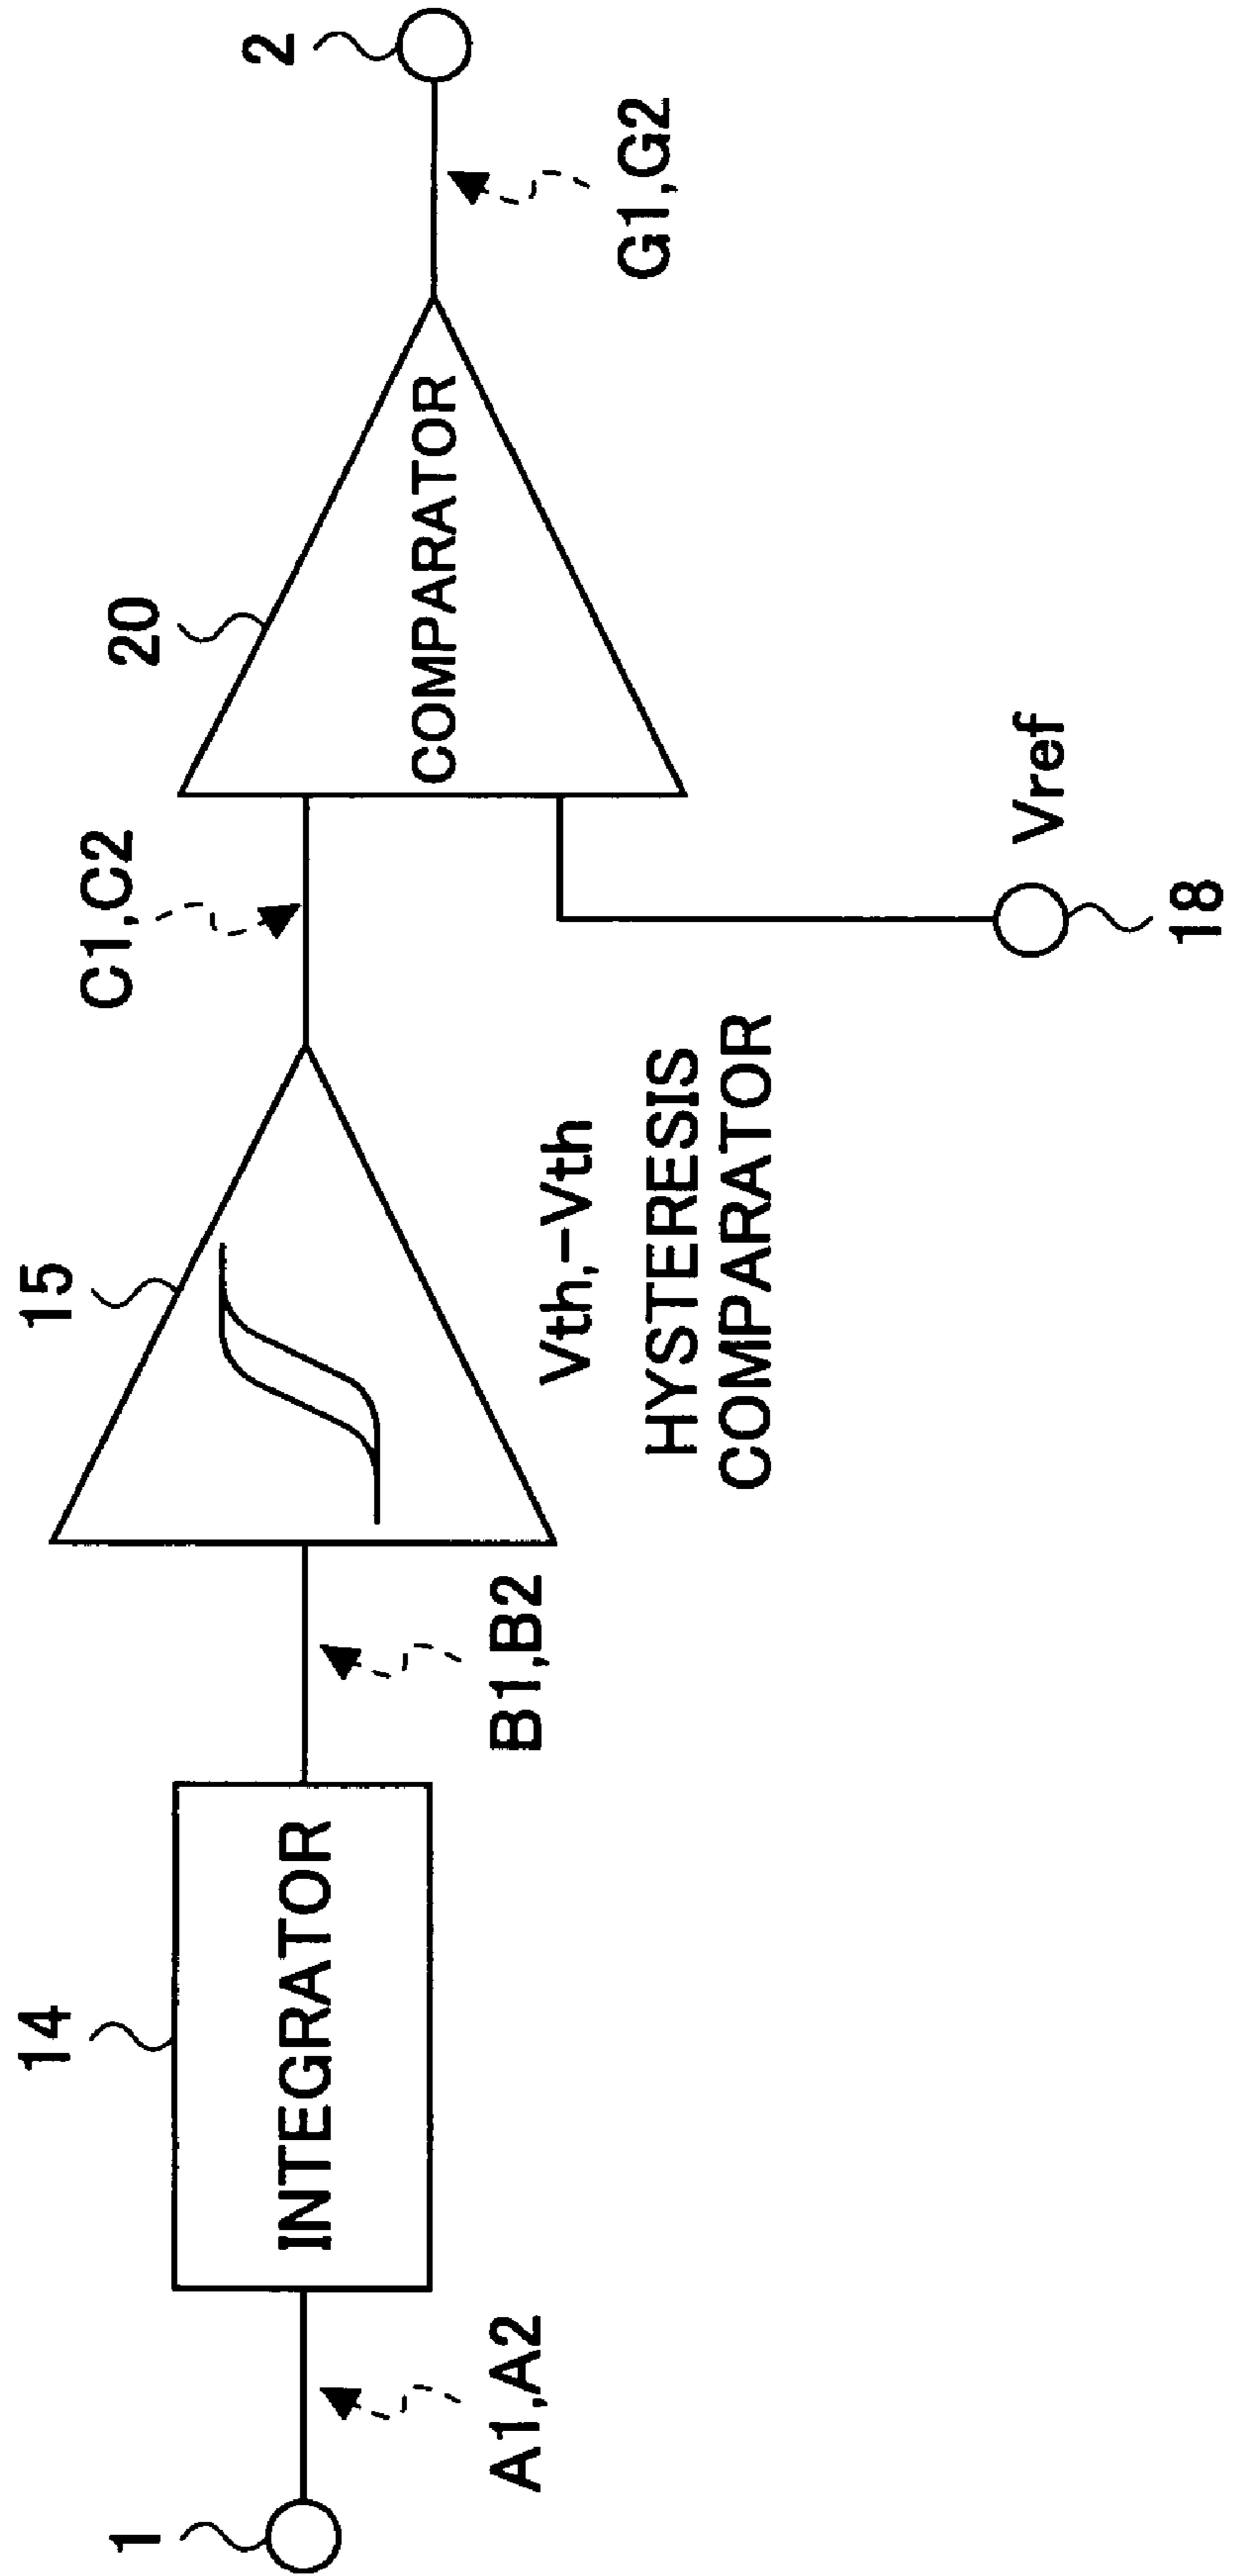 1
A1,A2
14
INTEGRATOR
B1,B2
15
Vth,-Vth
HYSTERESIS
COMPARATOR
C1,C2
20
COMPARATOR
Vref
18
G1,G2
2